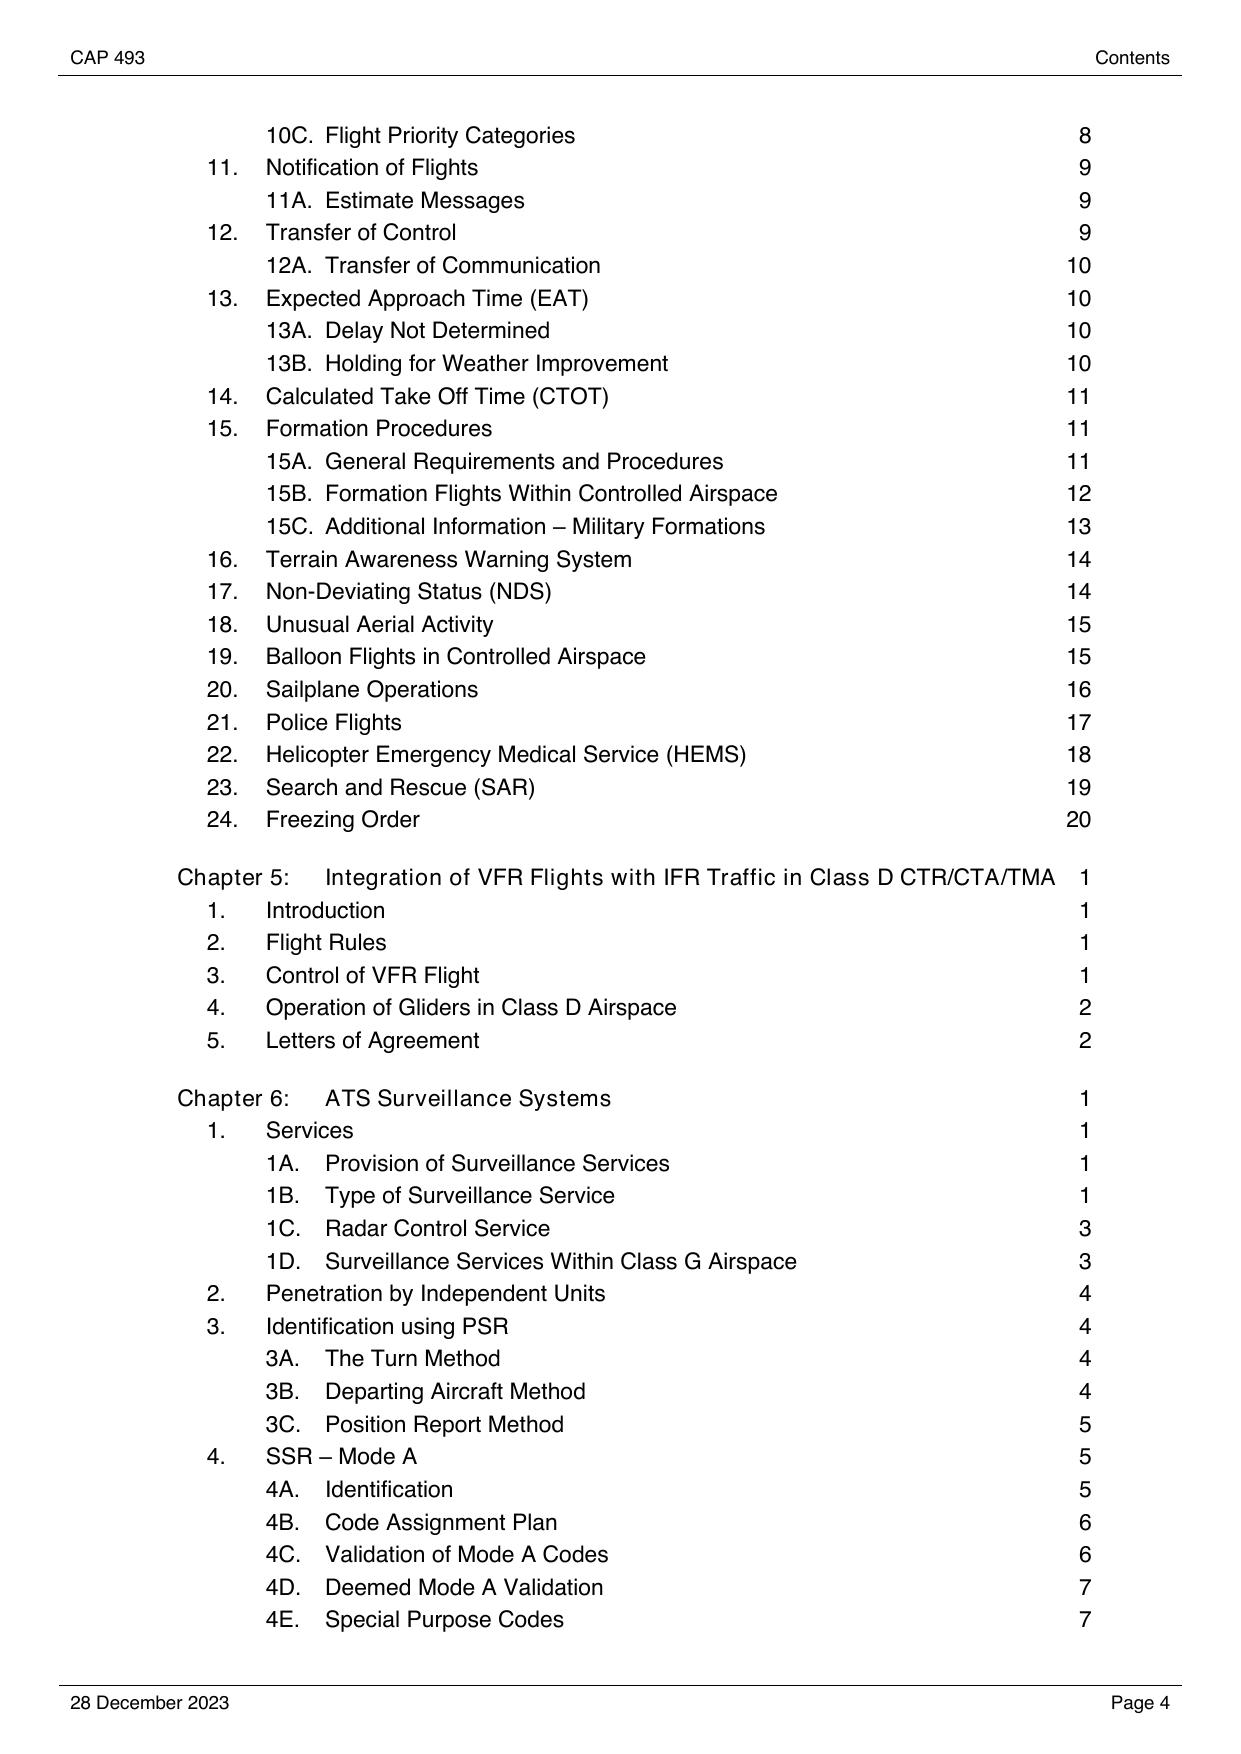 CAP 493 Contents
10C. Flight Priority Categories 8
11. Notification of Flights 9
11A. Estimate Messages 9
12. Transfer of Control 9
12A. Transfer of Communication 10
13. Expected Approach Time (EAT) 10
13A. Delay Not Determined 10
13B. Holding for Weather Improvement 10
14. Calculated Take Off Time (CTOT) 11
15. Formation Procedures 11
15A. General Requirements and Procedures 11
15B. Formation Flights Within Controlled Airspace 12
15C. Additional Information – Military Formations 13
16. Terrain Awareness Warning System 14
17. Non-Deviating Status (NDS) 14
18. Unusual Aerial Activity 15
19. Balloon Flights in Controlled Airspace 15
20. Sailplane Operations 16
21. Police Flights 17
22. Helicopter Emergency Medical Service (HEMS) 18
23. Search and Rescue (SAR) 19
24. Freezing Order 20
Chapter 5: Integration of VFR Flights with IFR Traffic in Class D CTR/CTA/TMA 1
1. Introduction 1
2. Flight Rules 1
3. Control of VFR Flight 1
4. Operation of Gliders in Class D Airspace 2
5. Letters of Agreement 2
Chapter 6: ATS Surveillance Systems 1
1. Services 1
1A. Provision of Surveillance Services 1
1B. Type of Surveillance Service 1
1C. Radar Control Service 3
1D. Surveillance Services Within Class G Airspace 3
2. Penetration by Independent Units 4
3. Identification using PSR 4
3A. The Turn Method 4
3B. Departing Aircraft Method 4
3C. Position Report Method 5
4. SSR – Mode A 5
4A. Identification 5
4B. Code Assignment Plan 6
4C. Validation of Mode A Codes 6
4D. Deemed Mode A Validation 7
4E. Special Purpose Codes 7
28 December 2023 Page 4